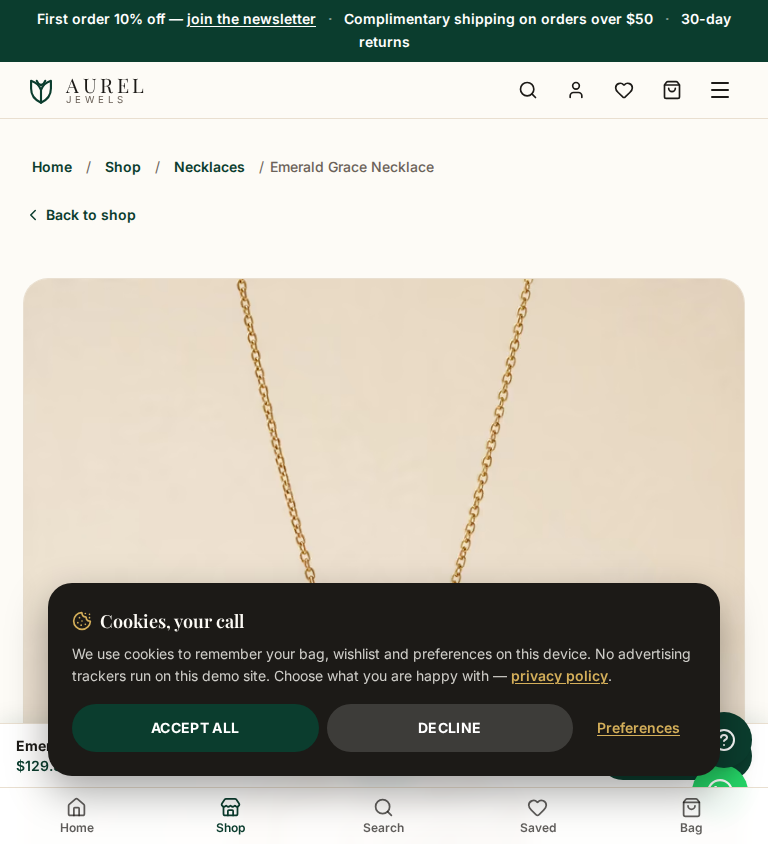 First order 10% off — join the newsletter · Complimentary shipping on orders over $50 · 30-day
returns
AUREL
JEWELS
Home / Shop / Necklaces / Emerald Grace Necklace
Back to shop
Cookies, your call
We use cookies to remember your bag, wishlist and preferences on this device. No advertising
trackers run on this demo site. Choose what you are happy with — privacy policy.
ACCEPT ALL DECLINE Preferences
Home Shop Search Saved Bag